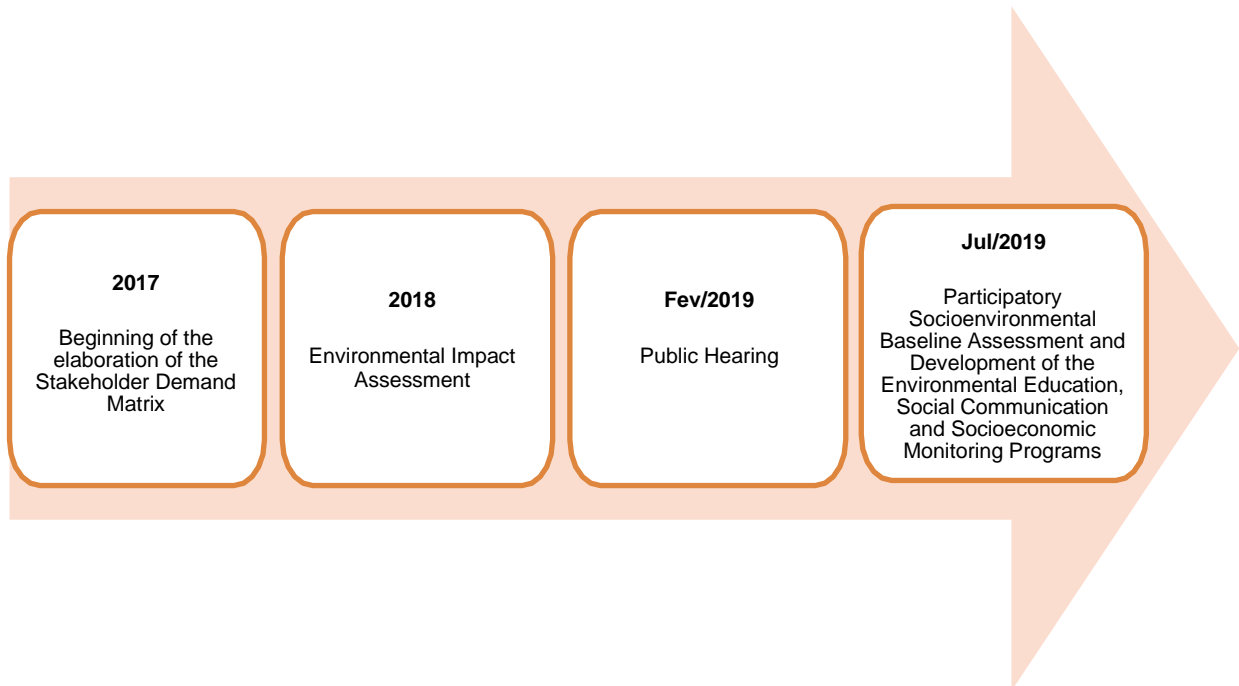 2017
Beginning of the
elaboration of the
Stakeholder Demand
Matrix
2018
Environmental Impact
Assessment
Fev/2019
Public Hearing
Jul/2019
Participatory
Socioenvironmental
Baseline Assessment and
Development of the
Environmental Education,
Social Communication
and Socioeconomic
Monitoring Programs